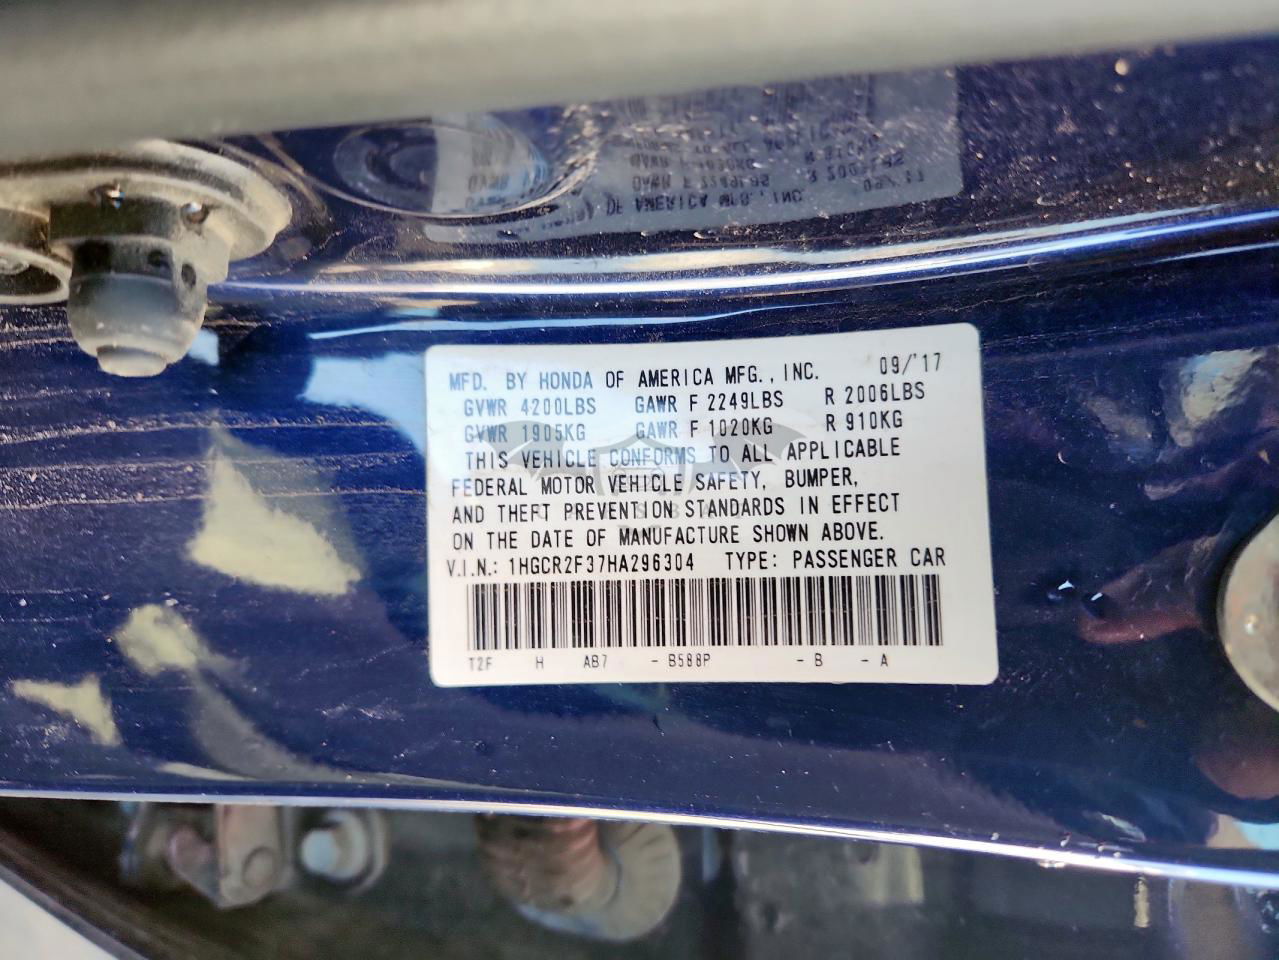 MFD. BY HONDA OF AMERICA MFG., INC. 09/'17
GVWR 4200LBS GAWR F 2249LBS R 2006LBS
GVWR 1905KG GAWR F 1020KG R 910KG
THIS VEHICLE CONFORMS TO ALL APPLICABLE
FEDERAL MOTOR VEHICLE SAFETY, BUMPER,
AND THEFT PREVENTION STANDARDS IN EFFECT
ON THE DATE OF MANUFACTURE SHOWN ABOVE.
V.I.N.: 1HGCR2F37HA296304 TYPE: PASSENGER CAR
T2F H AB7 -B588P -B -A